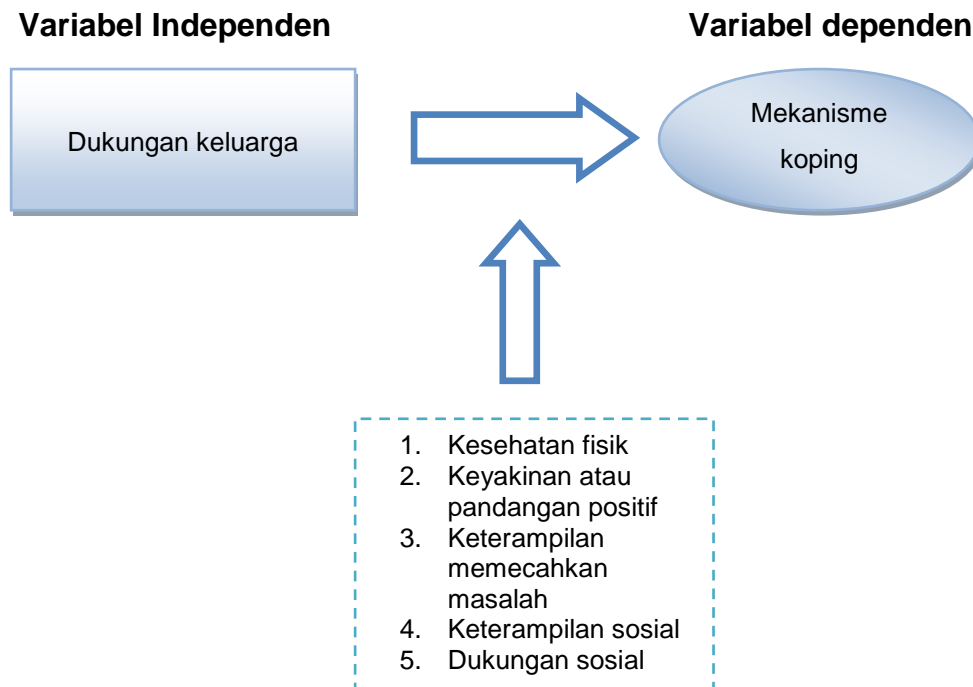 Variabel Independen
Variabel dependen
Dukungan keluarga
Mekanisme
koping
1. Kesehatan fisik
2. Keyakinan atau
pandangan positif
3. Keterampilan
memecahkan
masalah
4. Keterampilan sosial
5. Dukungan sosial